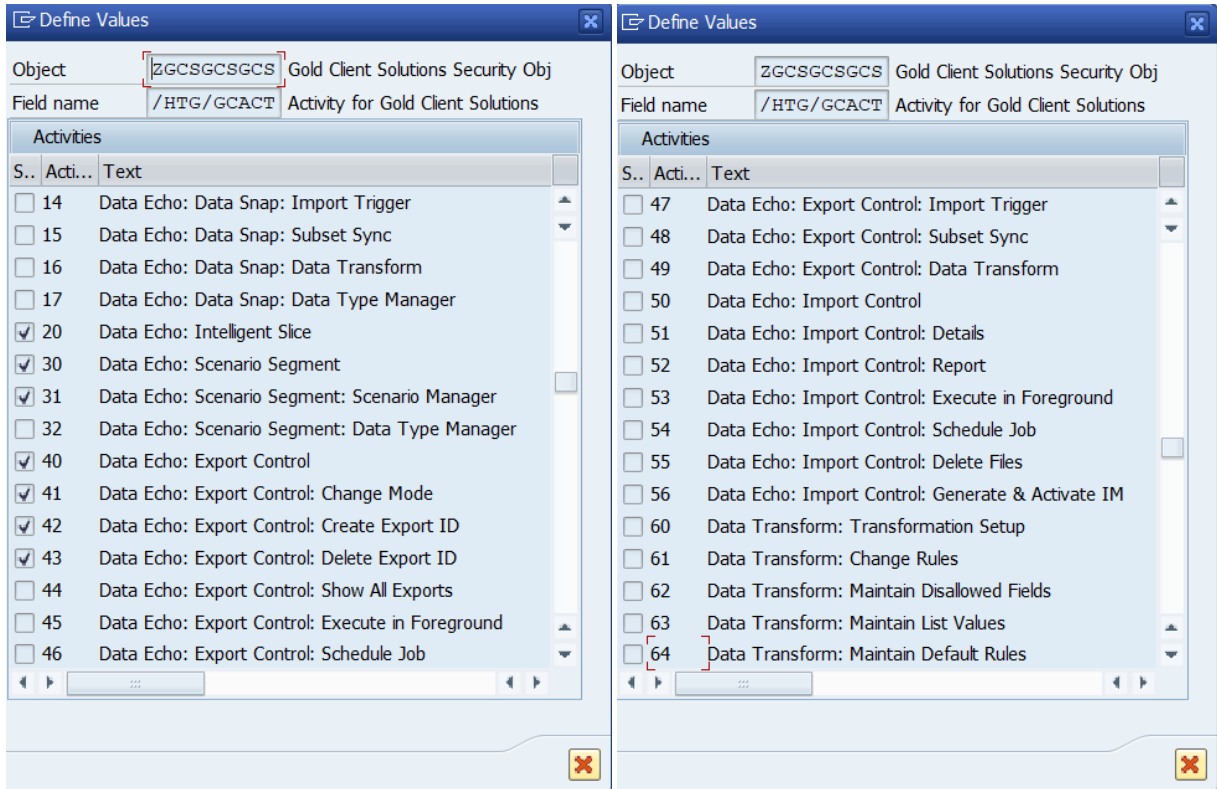 Define Values
Object ZGCSGCSGCS Gold Client Solutions Security Obj
Field name /HTG/GCACT Activity for Gold Client Solutions
Activities
S.. Acti... Text
14 Data Echo: Data Snap: Import Trigger
15 Data Echo: Data Snap: Subset Sync
16 Data Echo: Data Snap: Data Transform
17 Data Echo: Data Snap: Data Type Manager
20 Data Echo: Intelligent Slice
30 Data Echo: Scenario Segment
31 Data Echo: Scenario Segment: Scenario Manager
32 Data Echo: Scenario Segment: Data Type Manager
40 Data Echo: Export Control
41 Data Echo: Export Control: Change Mode
42 Data Echo: Export Control: Create Export ID
43 Data Echo: Export Control: Delete Export ID
44 Data Echo: Export Control: Show All Exports
45 Data Echo: Export Control: Execute in Foreground
46 Data Echo: Export Control: Schedule Job
Define Values
Object ZGCSGCSGCS Gold Client Solutions Security Obj
Field name /HTG/GCACT Activity for Gold Client Solutions
Activities
S.. Acti... Text
47 Data Echo: Export Control: Import Trigger
48 Data Echo: Export Control: Subset Sync
49 Data Echo: Export Control: Data Transform
50 Data Echo: Import Control
51 Data Echo: Import Control: Details
52 Data Echo: Import Control: Report
53 Data Echo: Import Control: Execute in Foreground
54 Data Echo: Import Control: Schedule Job
55 Data Echo: Import Control: Delete Files
56 Data Echo: Import Control: Generate & Activate IM
60 Data Transform: Transformation Setup
61 Data Transform: Change Rules
62 Data Transform: Maintain Disallowed Fields
63 Data Transform: Maintain List Values
64 Data Transform: Maintain Default Rules